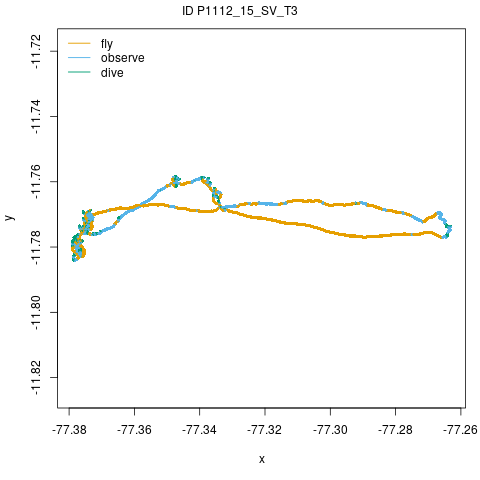 ID P1112_15_SV_T3
fly
observe
dive
-11.72
-11.74
-11.76
-11.78
-11.80
-11.82
y
-77.38 -77.36 -77.34 -77.32 -77.30 -77.28 -77.26
x